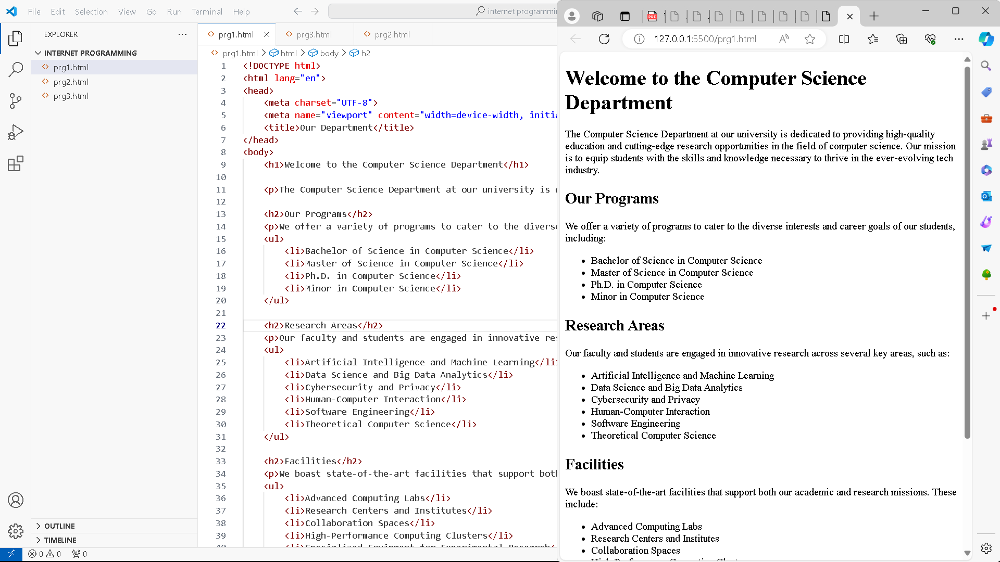 File Edit Selection View Go Run Terminal Help
internet programmi
EXPLORER
INTERNET PROGRAMMING
prg1.html
prg2.html
prg3.html
OUTLINE
TIMELINE
0 0 0
prg1.html prg3.html prg2.html
prg1.html > html > body > h2
1 <!DOCTYPE html>
2 <html lang="en">
3 <head>
4 <meta charset="UTF-8">
5 <meta name="viewport" content="width=device-width, initia
6 <title>Our Department</title>
7 </head>
8 <body>
9 <h1>Welcome to the Computer Science Department</h1>
10
11 <p>The Computer Science Department at our university is
12
13 <h2>Our Programs</h2>
14 <p>We offer a variety of programs to cater to the diverse
15 <ul>
16 <li>Bachelor of Science in Computer Science</li>
17 <li>Master of Science in Computer Science</li>
18 <li>Ph.D. in Computer Science</li>
19 <li>Minor in Computer Science</li>
20 </ul>
21
22 <h2>Research Areas</h2>
23 <p>Our faculty and students are engaged in innovative res
24 <ul>
25 <li>Artificial Intelligence and Machine Learning</li>
26 <li>Data Science and Big Data Analytics</li>
27 <li>Cybersecurity and Privacy</li>
28 <li>Human-Computer Interaction</li>
29 <li>Software Engineering</li>
30 <li>Theoretical Computer Science</li>
31 </ul>
32
33 <h2>Facilities</h2>
34 <p>We boast state-of-the-art facilities that support both
35 <ul>
36 <li>Advanced Computing Labs</li>
37 <li>Research Centers and Institutes</li>
38 <li>Collaboration Spaces</li>
39 <li>High-Performance Computing Clusters</li>
40 <li>Specialized Equipment for Experimental Research<
PDF
127.0.0.1:5500/prg1.html
Welcome to the Computer Science
Department
The Computer Science Department at our university is dedicated to providing high-quality
education and cutting-edge research opportunities in the field of computer science. Our mission
is to equip students with the skills and knowledge necessary to thrive in the ever-evolving tech
industry.
Our Programs
We offer a variety of programs to cater to the diverse interests and career goals of our students,
including:
• Bachelor of Science in Computer Science
• Master of Science in Computer Science
• Ph.D. in Computer Science
• Minor in Computer Science
Research Areas
Our faculty and students are engaged in innovative research across several key areas, such as:
• Artificial Intelligence and Machine Learning
• Data Science and Big Data Analytics
• Cybersecurity and Privacy
• Human-Computer Interaction
• Software Engineering
• Theoretical Computer Science
Facilities
We boast state-of-the-art facilities that support both our academic and research missions. These
include:
• Advanced Computing Labs
• Research Centers and Institutes
• Collaboration Spaces